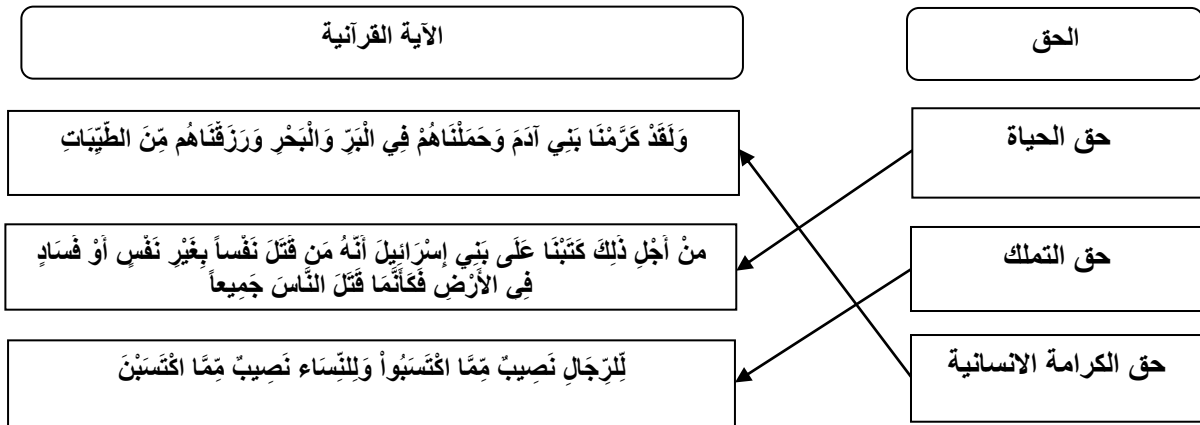 الحق
الآية القرآنية
حق الحياة
وَلَقَدْ كَرَّمْنَا بَنِي آدَمَ وَحَمَلْنَاهُمْ فِي الْبَرِّ وَالْبَحْرِ وَرَزَقْنَاهُم مِّنَ الطَّيِّبَاتِ
حق التملك
منْ أَجْلِ ذَلِكَ كَتَبْنَا عَلَى بَنِي إِسْرَائِيلَ أَنَّهُ مَن قَتَلَ نَفْساً بِغَيْرِ نَفْسٍ أَوْ فَسَادٍ
فِى الأَرْضِ فَكَأَنَّمَا قَتَلَ النَّاسَ جَمِيعاً
حق الكرامة الانسانية
لِّلرِّجَالِ نَصِيبٌ مِّمَّا اكْتَسَبُواْ وَلِلنِّسَاء نَصِيبٌ مِّمَّا اكْتَسَبْنَ